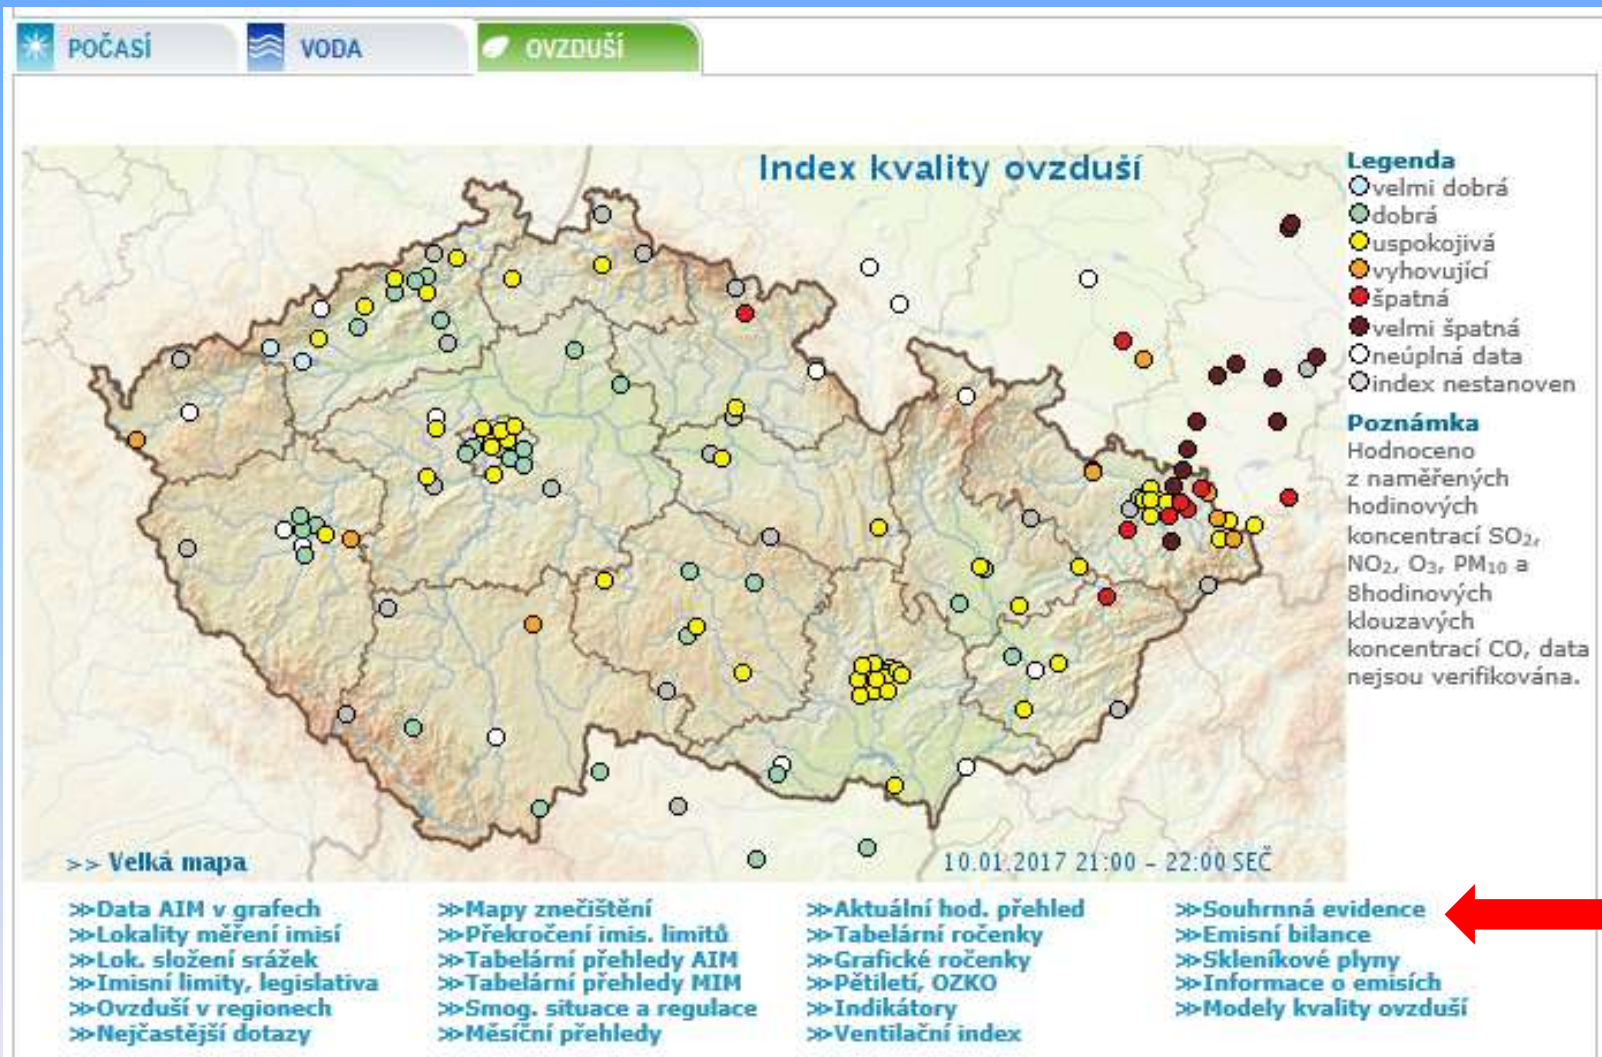 POČASÍ
VODA
OVZDUŠÍ
Index kvality ovzduší
Legenda
velmi dobrá
dobrá
uspokojivá
vyhovující
špatná
velmi špatná
neúplná data
index nestanoven
Poznámka
Hodnoceno
z naměřených
hodinových
koncentrací SO₂,
NO₂, O₃, PM₁₀ a
8hodinových
klouzavých
koncentrací CO, data
nejsou verifikována.
>> Velká mapa
10.01.2017 21:00 - 22:00 SEČ
>>Data AIM v grafech
>>Lokality měření imisí
>>Lok. složení srážek
>>Imisní limity, legislativa
>>Ovzduší v regionech
>>Nejčastější dotazy
>>Mapy znečištění
>>Překročení imis. limitů
>>Tabelární přehledy AIM
>>Tabelární přehledy MIM
>>Smog. situace a regulace
>>Měsíční přehledy
>>Aktuální hod. přehled
>>Tabelární ročenky
>>Grafické ročenky
>>Pětiletí, OZKO
>>Indikátory
>>Ventilační index
>>Souhrnná evidence
>>Emisní bilance
>>Skleníkové plyny
>>Informace o emisích
>>Modely kvality ovzduší